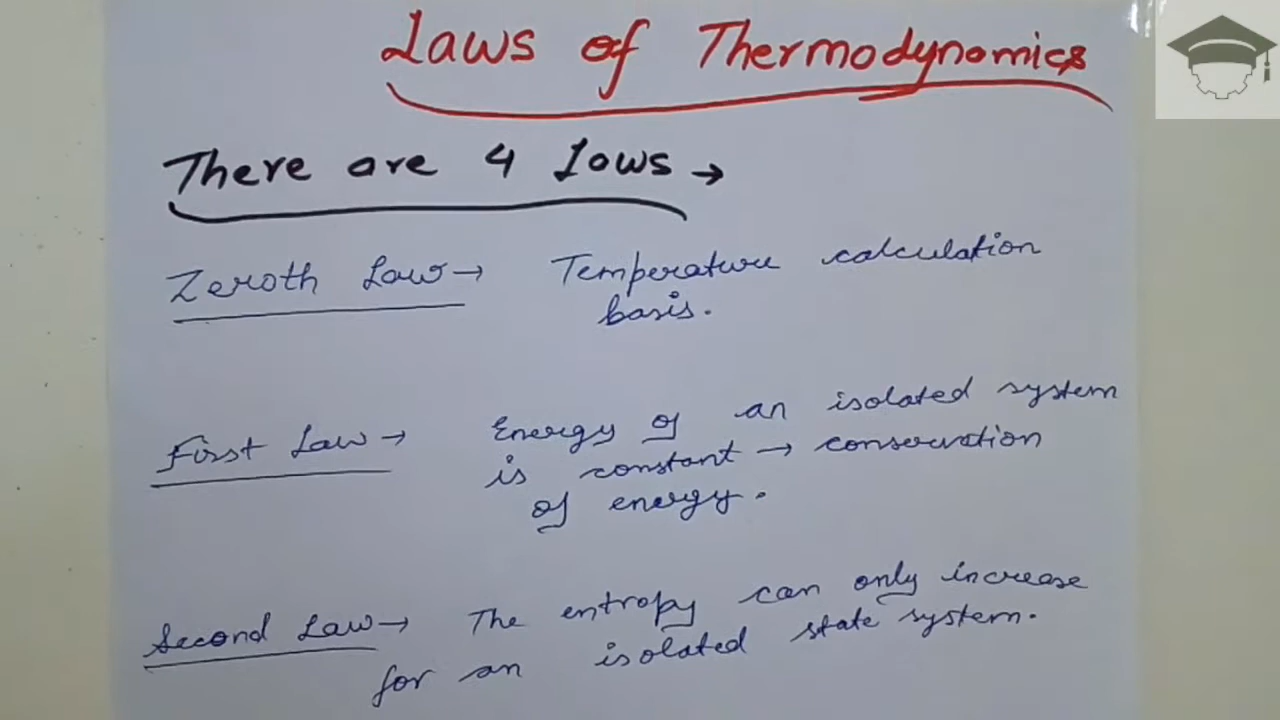 Laws of Thermodynamics
There are 4 Laws →
Zeroth Law → Temperature calculation
basis.
First Law → Energy of an isolated system
is constant → conservation
of energy.
Second Law → The entropy can only increase
for an isolated state system.